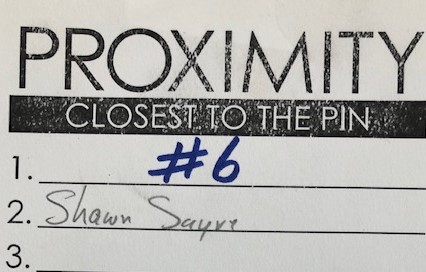 PROXIMITY
CLOSEST TO THE PIN
1. #6
2. Shawn Sayre
3.